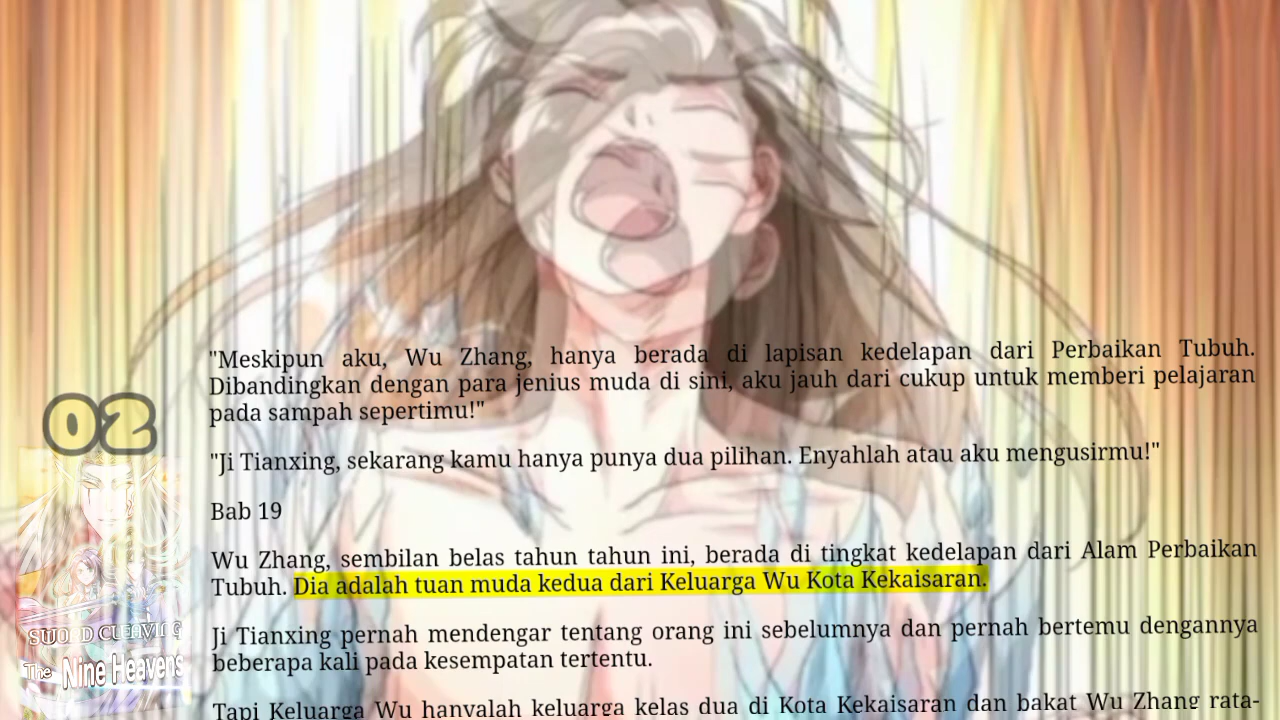 "Meskipun aku, Wu Zhang, hanya berada di lapisan kedelapan dari Perbaikan Tubuh.
Dibandingkan dengan para jenius muda di sini, aku jauh dari cukup untuk memberi pelajaran
pada sampah sepertimu!"
"Ji Tianxing, sekarang kamu hanya punya dua pilihan. Enyahlah atau aku mengusirmu!"
Bab 19
Wu Zhang, sembilan belas tahun tahun ini, berada di tingkat kedelapan dari Alam Perbaikan
Tubuh. Dia adalah tuan muda kedua dari Keluarga Wu Kota Kekaisaran.
Ji Tianxing pernah mendengar tentang orang ini sebelumnya dan pernah bertemu dengannya
beberapa kali pada kesempatan tertentu.
Tapi Keluarga Wu hanyalah keluarga kelas dua di Kota Kekaisaran dan bakat Wu Zhang rata-
02
SWORD CLEAVING
The Nine Heavens